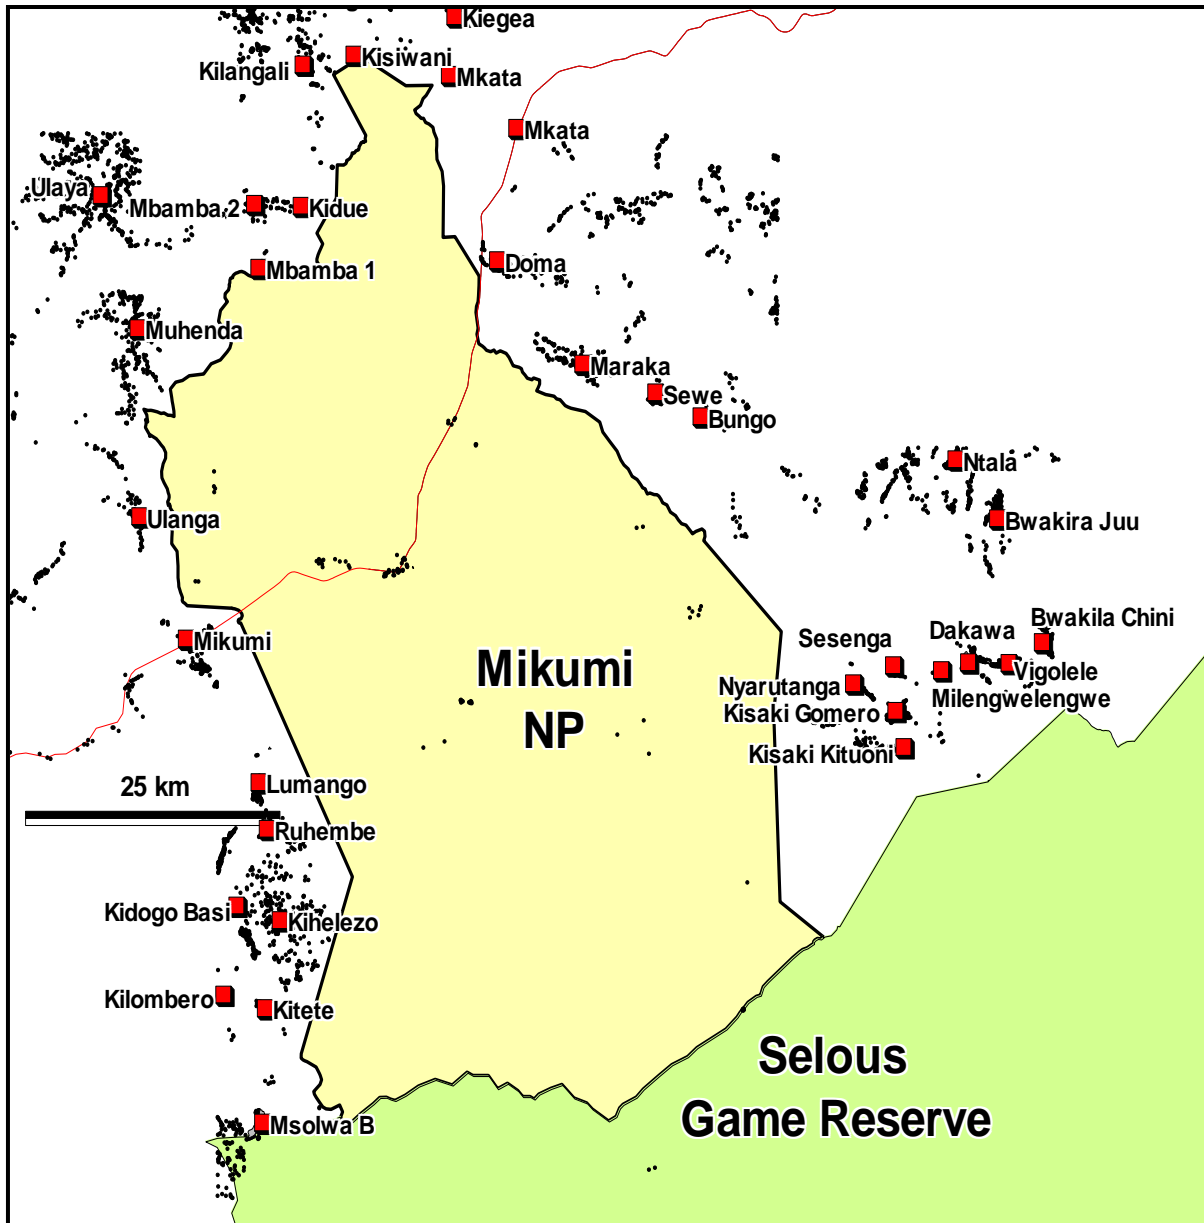 Kiegea
Kisiwani
Kilangali
Mkata
Mkata
Ulaya
Mbamba 2
Kidue
Doma
Mbamba 1
Muhenda
Maraka
Sewe
Bungo
Ntala
Ulanga
Bwakira Juu
Bwakila Chini
Mikumi
Sesenga
Dakawa
Mikumi
NP
Vigolele
Nyarutanga
Milengwelengwe
Kisaki Gomero
Kisaki Kituoni
Lumango
25 km
Ruhembe
Kidogo Basi
Kihelezo
Kilombero
Kitete
Selous
Game Reserve
Msolwa B